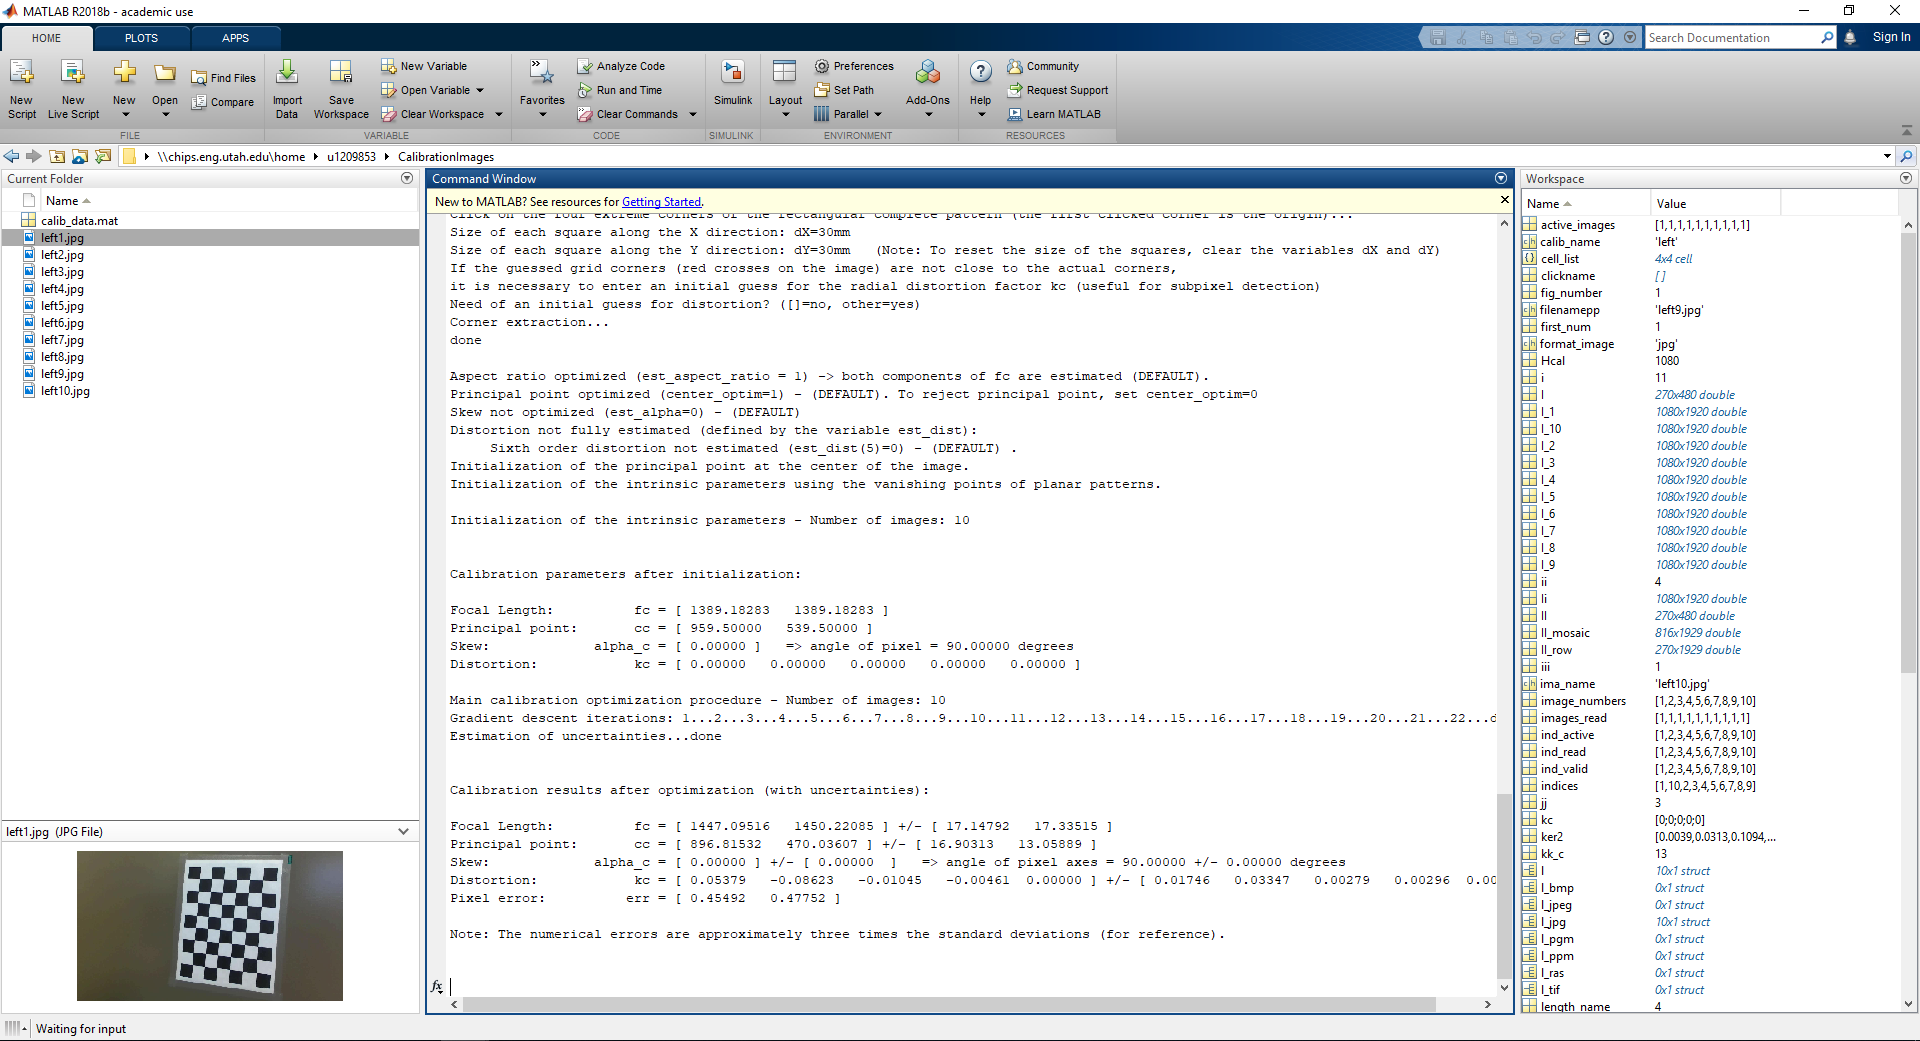 MATLAB R2018b - academic use
HOME PLOTS APPS
Search Documentation
Sign In
New Script
New Live Script
New
Open
Find Files
Compare
FILE
Import Data
Save Workspace
New Variable
Open Variable
Clear Workspace
VARIABLE
Favorites
Analyze Code
Run and Time
Clear Commands
CODE
Simulink
SIMULINK
Layout
Preferences
Set Path
Parallel
Add-Ons
ENVIRONMENT
Help
Community
Request Support
Learn MATLAB
RESOURCES
\\chips.eng.utah.edu\home u1209853 CalibrationImages
Current Folder
Name
calib_data.mat
left1.jpg
left2.jpg
left3.jpg
left4.jpg
left5.jpg
left6.jpg
left7.jpg
left8.jpg
left9.jpg
left10.jpg
left1.jpg (JPG File)
Waiting for input
Command Window
New to MATLAB? See resources for Getting Started.
Click on the four extreme corners of the rectangular complete pattern (the first clicked corner is the origin)...
Size of each square along the X direction: dX=30mm
Size of each square along the Y direction: dY=30mm (Note: To reset the size of the squares, clear the variables dX and dY)
If the guessed grid corners (red crosses on the image) are not close to the actual corners,
it is necessary to enter an initial guess for the radial distortion factor kc (useful for subpixel detection)
Need of an initial guess for distortion? ([]=no, other=yes)
Corner extraction...
done
Aspect ratio optimized (est_aspect_ratio = 1) -> both components of fc are estimated (DEFAULT).
Principal point optimized (center_optim=1) - (DEFAULT). To reject principal point, set center_optim=0
Skew not optimized (est_alpha=0) - (DEFAULT)
Distortion not fully estimated (defined by the variable est_dist):
Sixth order distortion not estimated (est_dist(5)=0) - (DEFAULT) .
Initialization of the principal point at the center of the image.
Initialization of the intrinsic parameters using the vanishing points of planar patterns.
Initialization of the intrinsic parameters - Number of images: 10
Calibration parameters after initialization:
Focal Length: fc = [ 1389.18283 1389.18283 ]
Principal point: cc = [ 959.50000 539.50000 ]
Skew: alpha_c = [ 0.00000 ] => angle of pixel = 90.00000 degrees
Distortion: kc = [ 0.00000 0.00000 0.00000 0.00000 0.00000 ]
Main calibration optimization procedure - Number of images: 10
Gradient descent iterations: 1...2...3...4...5...6...7...8...9...10...11...12...13...14...15...16...17...18...19...20...21...22...d
Estimation of uncertainties...done
Calibration results after optimization (with uncertainties):
Focal Length: fc = [ 1447.09516 1450.22085 ] +/- [ 17.14792 17.33515 ]
Principal point: cc = [ 896.81532 470.03607 ] +/- [ 16.90313 13.05889 ]
Skew: alpha_c = [ 0.00000 ] +/- [ 0.00000 ] => angle of pixel axes = 90.00000 +/- 0.00000 degrees
Distortion: kc = [ 0.05379 -0.08623 -0.01045 -0.00461 0.00000 ] +/- [ 0.01746 0.03347 0.00279 0.00296 0.00
Pixel error: err = [ 0.45492 0.47752 ]
Note: The numerical errors are approximately three times the standard deviations (for reference).
fx
Workspace
Name Value
active_images [1,1,1,1,1,1,1,1,1,1]
calib_name 'left'
cell_list 4x4 cell
clickname []
fig_number 1
filenamepp 'left9.jpg'
first_num 1
format_image 'jpg'
Hcal 1080
i 11
I 270x480 double
I_1 1080x1920 double
I_10 1080x1920 double
I_2 1080x1920 double
I_3 1080x1920 double
I_4 1080x1920 double
I_5 1080x1920 double
I_6 1080x1920 double
I_7 1080x1920 double
I_8 1080x1920 double
I_9 1080x1920 double
ii 4
Ii 1080x1920 double
Il 270x480 double
Il_mosaic 816x1929 double
Il_row 270x1929 double
iii 1
ima_name 'left10.jpg'
image_numbers [1,2,3,4,5,6,7,8,9,10]
images_read [1,1,1,1,1,1,1,1,1,1]
ind_active [1,2,3,4,5,6,7,8,9,10]
ind_read [1,2,3,4,5,6,7,8,9,10]
ind_valid [1,2,3,4,5,6,7,8,9,10]
indices [1,10,2,3,4,5,6,7,8,9]
jj 3
kc [0;0;0;0;0]
ker2 [0.0039,0.0313,0.1094,...
kk_c 13
l 10x1 struct
l_bmp 0x1 struct
l_jpeg 0x1 struct
l_jpg 10x1 struct
l_pgm 0x1 struct
l_ppm 0x1 struct
l_ras 0x1 struct
l_tif 0x1 struct
length_name 4